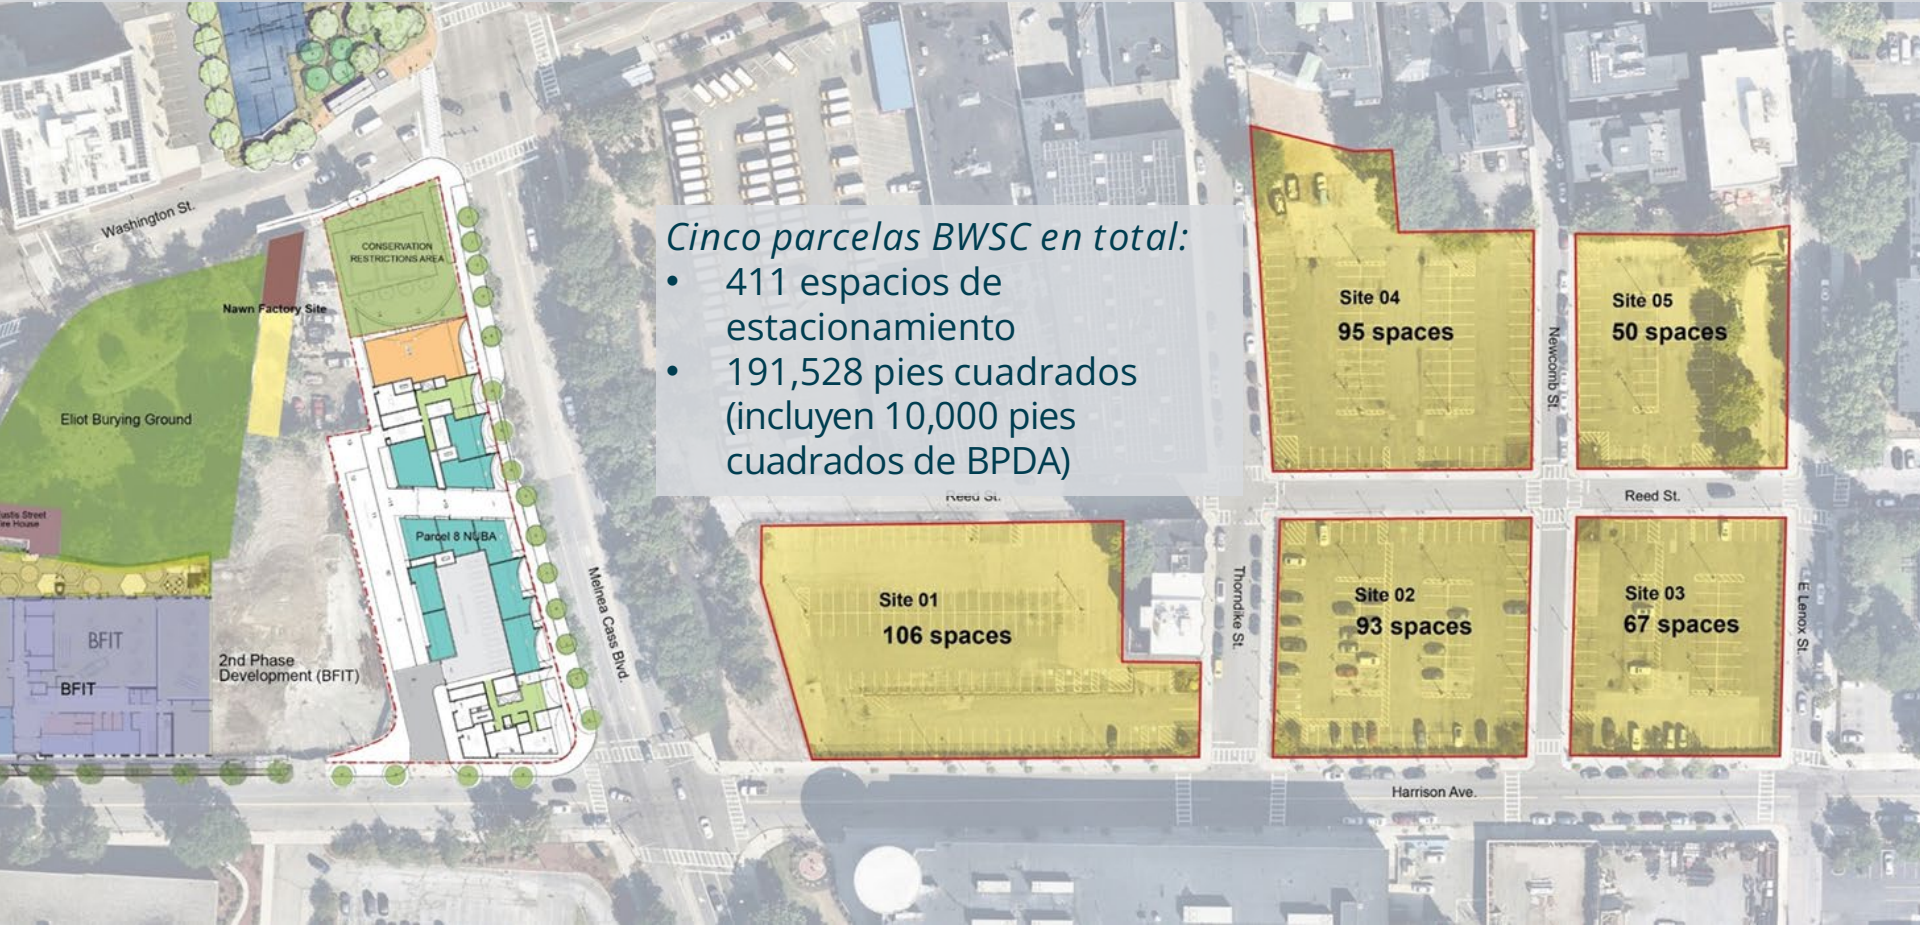 Washington St.
CONSERVATION
RESTRICTIONS AREA
Nawn Factory Site
Eliot Burying Ground
Parcel 8 NUBA
BFIT
BFIT
2nd Phase
Development (BFIT)
Melnea Cass Blvd.
Cinco parcelas BWSC en total:
• 411 espacios de
estacionamiento
• 191,528 pies cuadrados
(incluyen 10,000 pies
cuadrados de BPDA)
Reed St.
Site 01
106 spaces
Thorndike St.
Site 04
95 spaces
Newcomb St.
Site 05
50 spaces
Reed St.
Site 02
93 spaces
Site 03
67 spaces
E Lenox St.
Harrison Ave.